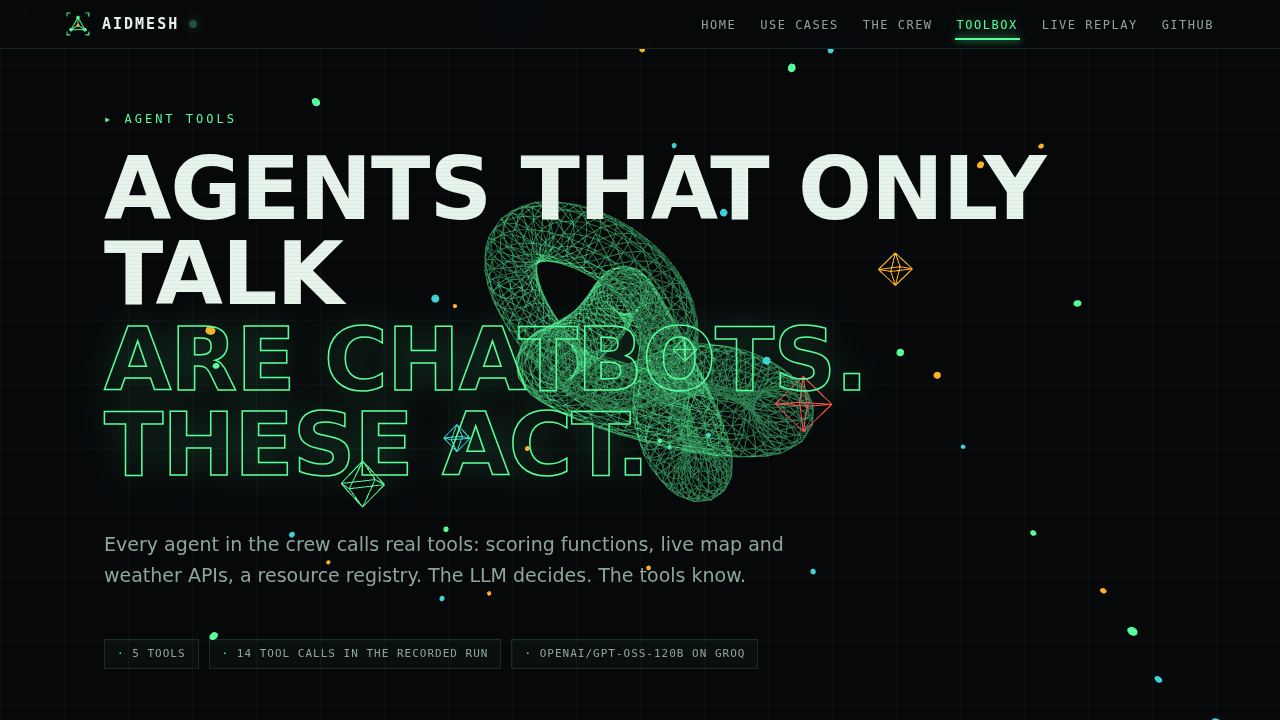 AIDMESH
HOME USE CASES THE CREW TOOLBOX LIVE REPLAY GITHUB
▸ AGENT TOOLS
AGENTS THAT ONLY
TALK
ARE CHATBOTS.
THESE ACT.
Every agent in the crew calls real tools: scoring functions, live map and
weather APIs, a resource registry. The LLM decides. The tools know.
· 5 TOOLS · 14 TOOL CALLS IN THE RECORDED RUN · OPENAI/GPT-OSS-120B ON GROQ